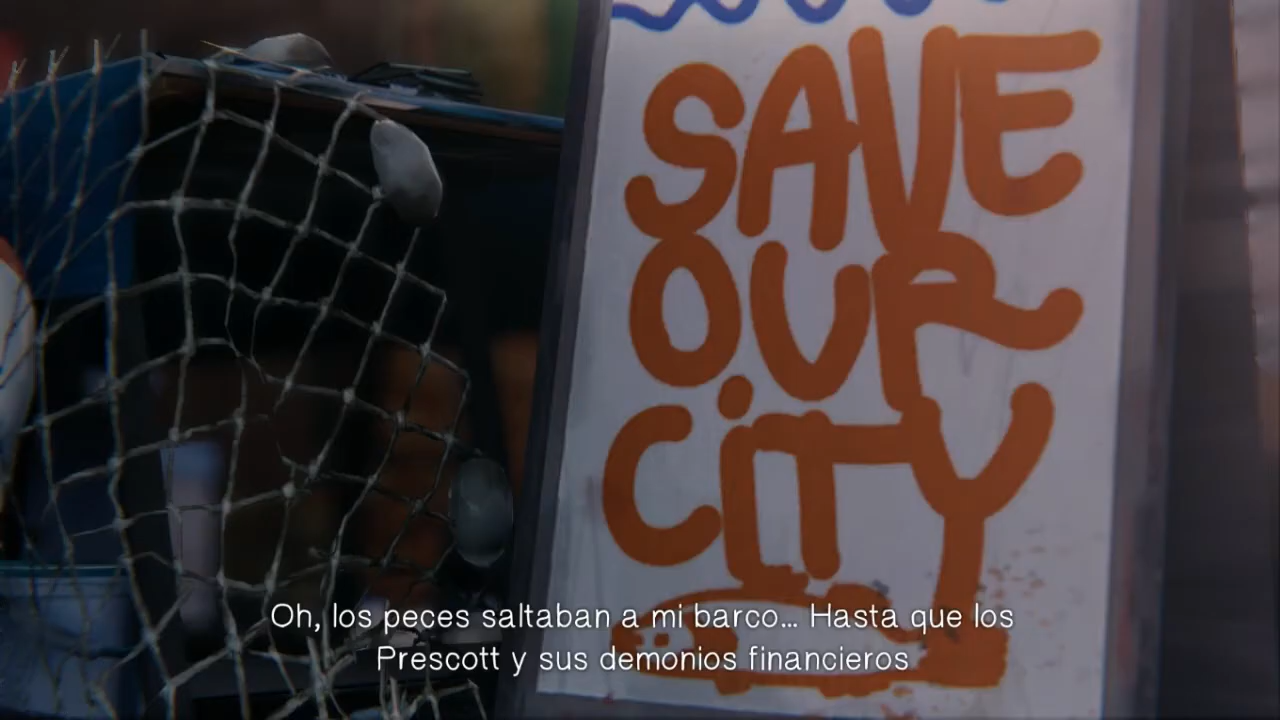 SAVE
OUR
CiTY
Oh, los peces saltaban a mi barco... Hasta que los
Prescott y sus demonios financieros